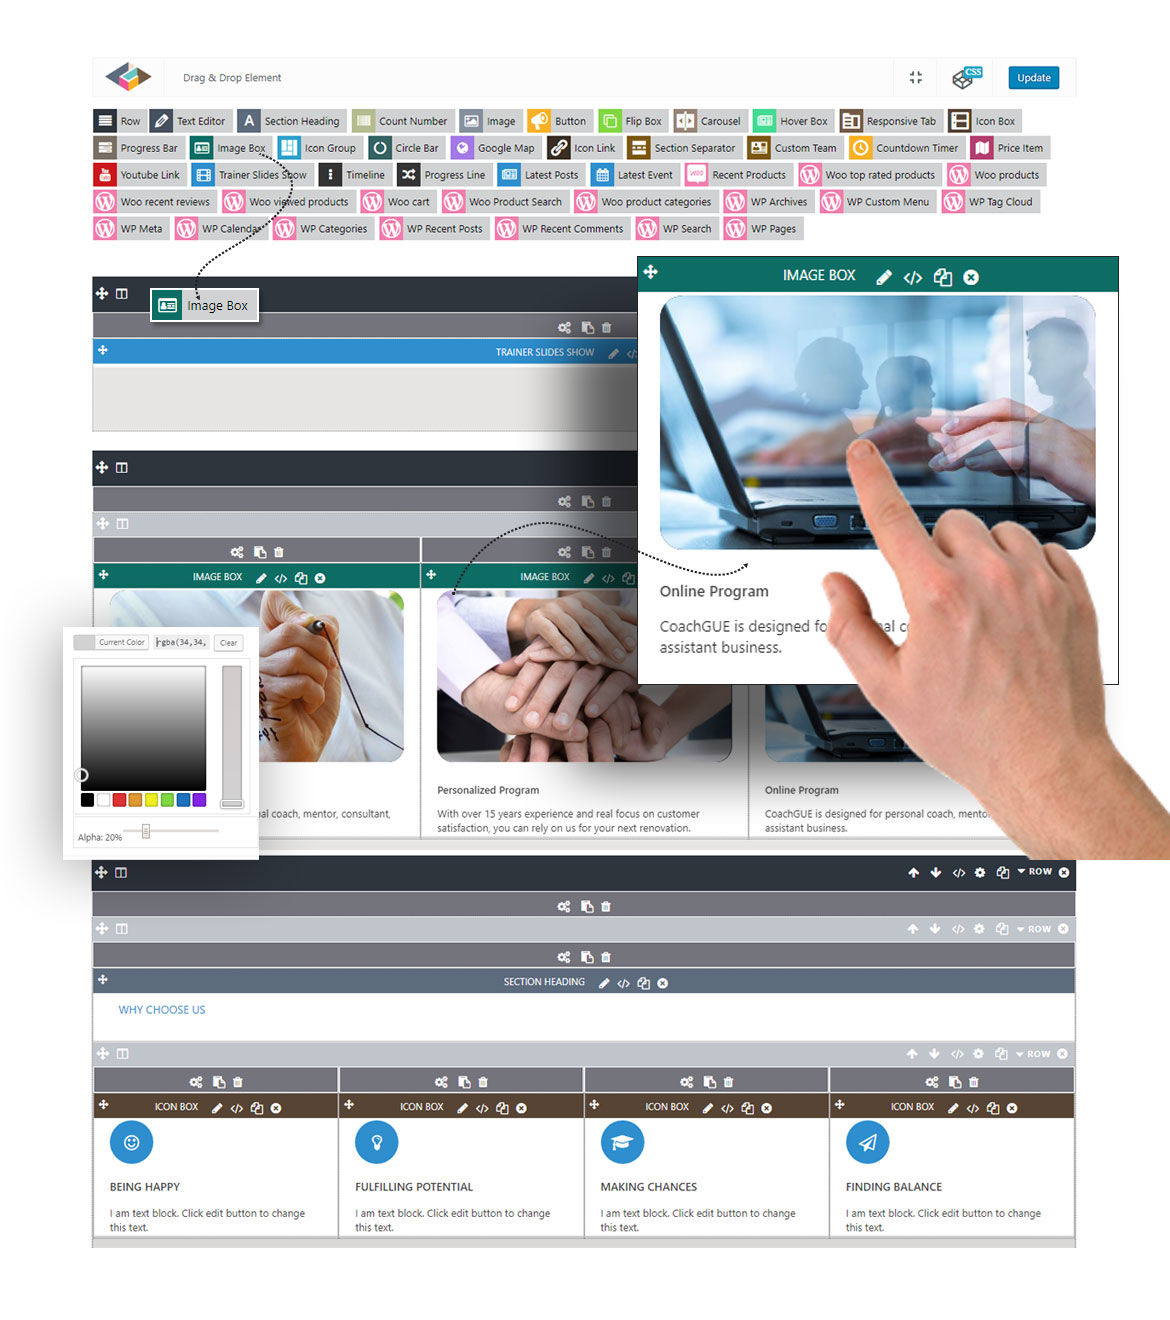 Drag & Drop Element
CSS
Update
Row Text Editor A Section Heading Count Number Image Button Flip Box Carousel Hover Box Responsive Tab Icon Box
Progress Bar Image Box Icon Group Circle Bar Google Map Icon Link Section Separator Custom Team Countdown Timer Price Item
Youtube Link Trainer Slides Show Timeline Progress Line Latest Posts Latest Event Recent Products Woo top rated products Woo products
Woo recent reviews Woo viewed products Woo cart Woo Product Search Woo product categories WP Archives WP Custom Menu WP Tag Cloud
WP Meta WP Calendar WP Categories WP Recent Posts WP Recent Comments WP Search WP Pages
IMAGE BOX
Image Box
TRAINER SLIDES SHOW
IMAGE BOX IMAGE BOX
Online Program
CoachGUE is designed for personal
assistant business.
Current Color rgba(34,34, Clear
Alpha: 20%
coach, mentor, consultant,
Personalized Program
With over 15 years experience and real focus on customer
satisfaction, you can rely on us for your next renovation.
Online Program
CoachGUE is designed for personal coach, mentor
assistant business.
ROW
ROW
SECTION HEADING
WHY CHOOSE US
ROW
ICON BOX ICON BOX ICON BOX ICON BOX
BEING HAPPY FULFILLING POTENTIAL MAKING CHANCES FINDING BALANCE
I am text block. Click edit button to change I am text block. Click edit button to change I am text block. Click edit button to change I am text block. Click edit button to change
this text. this text. this text. this text.